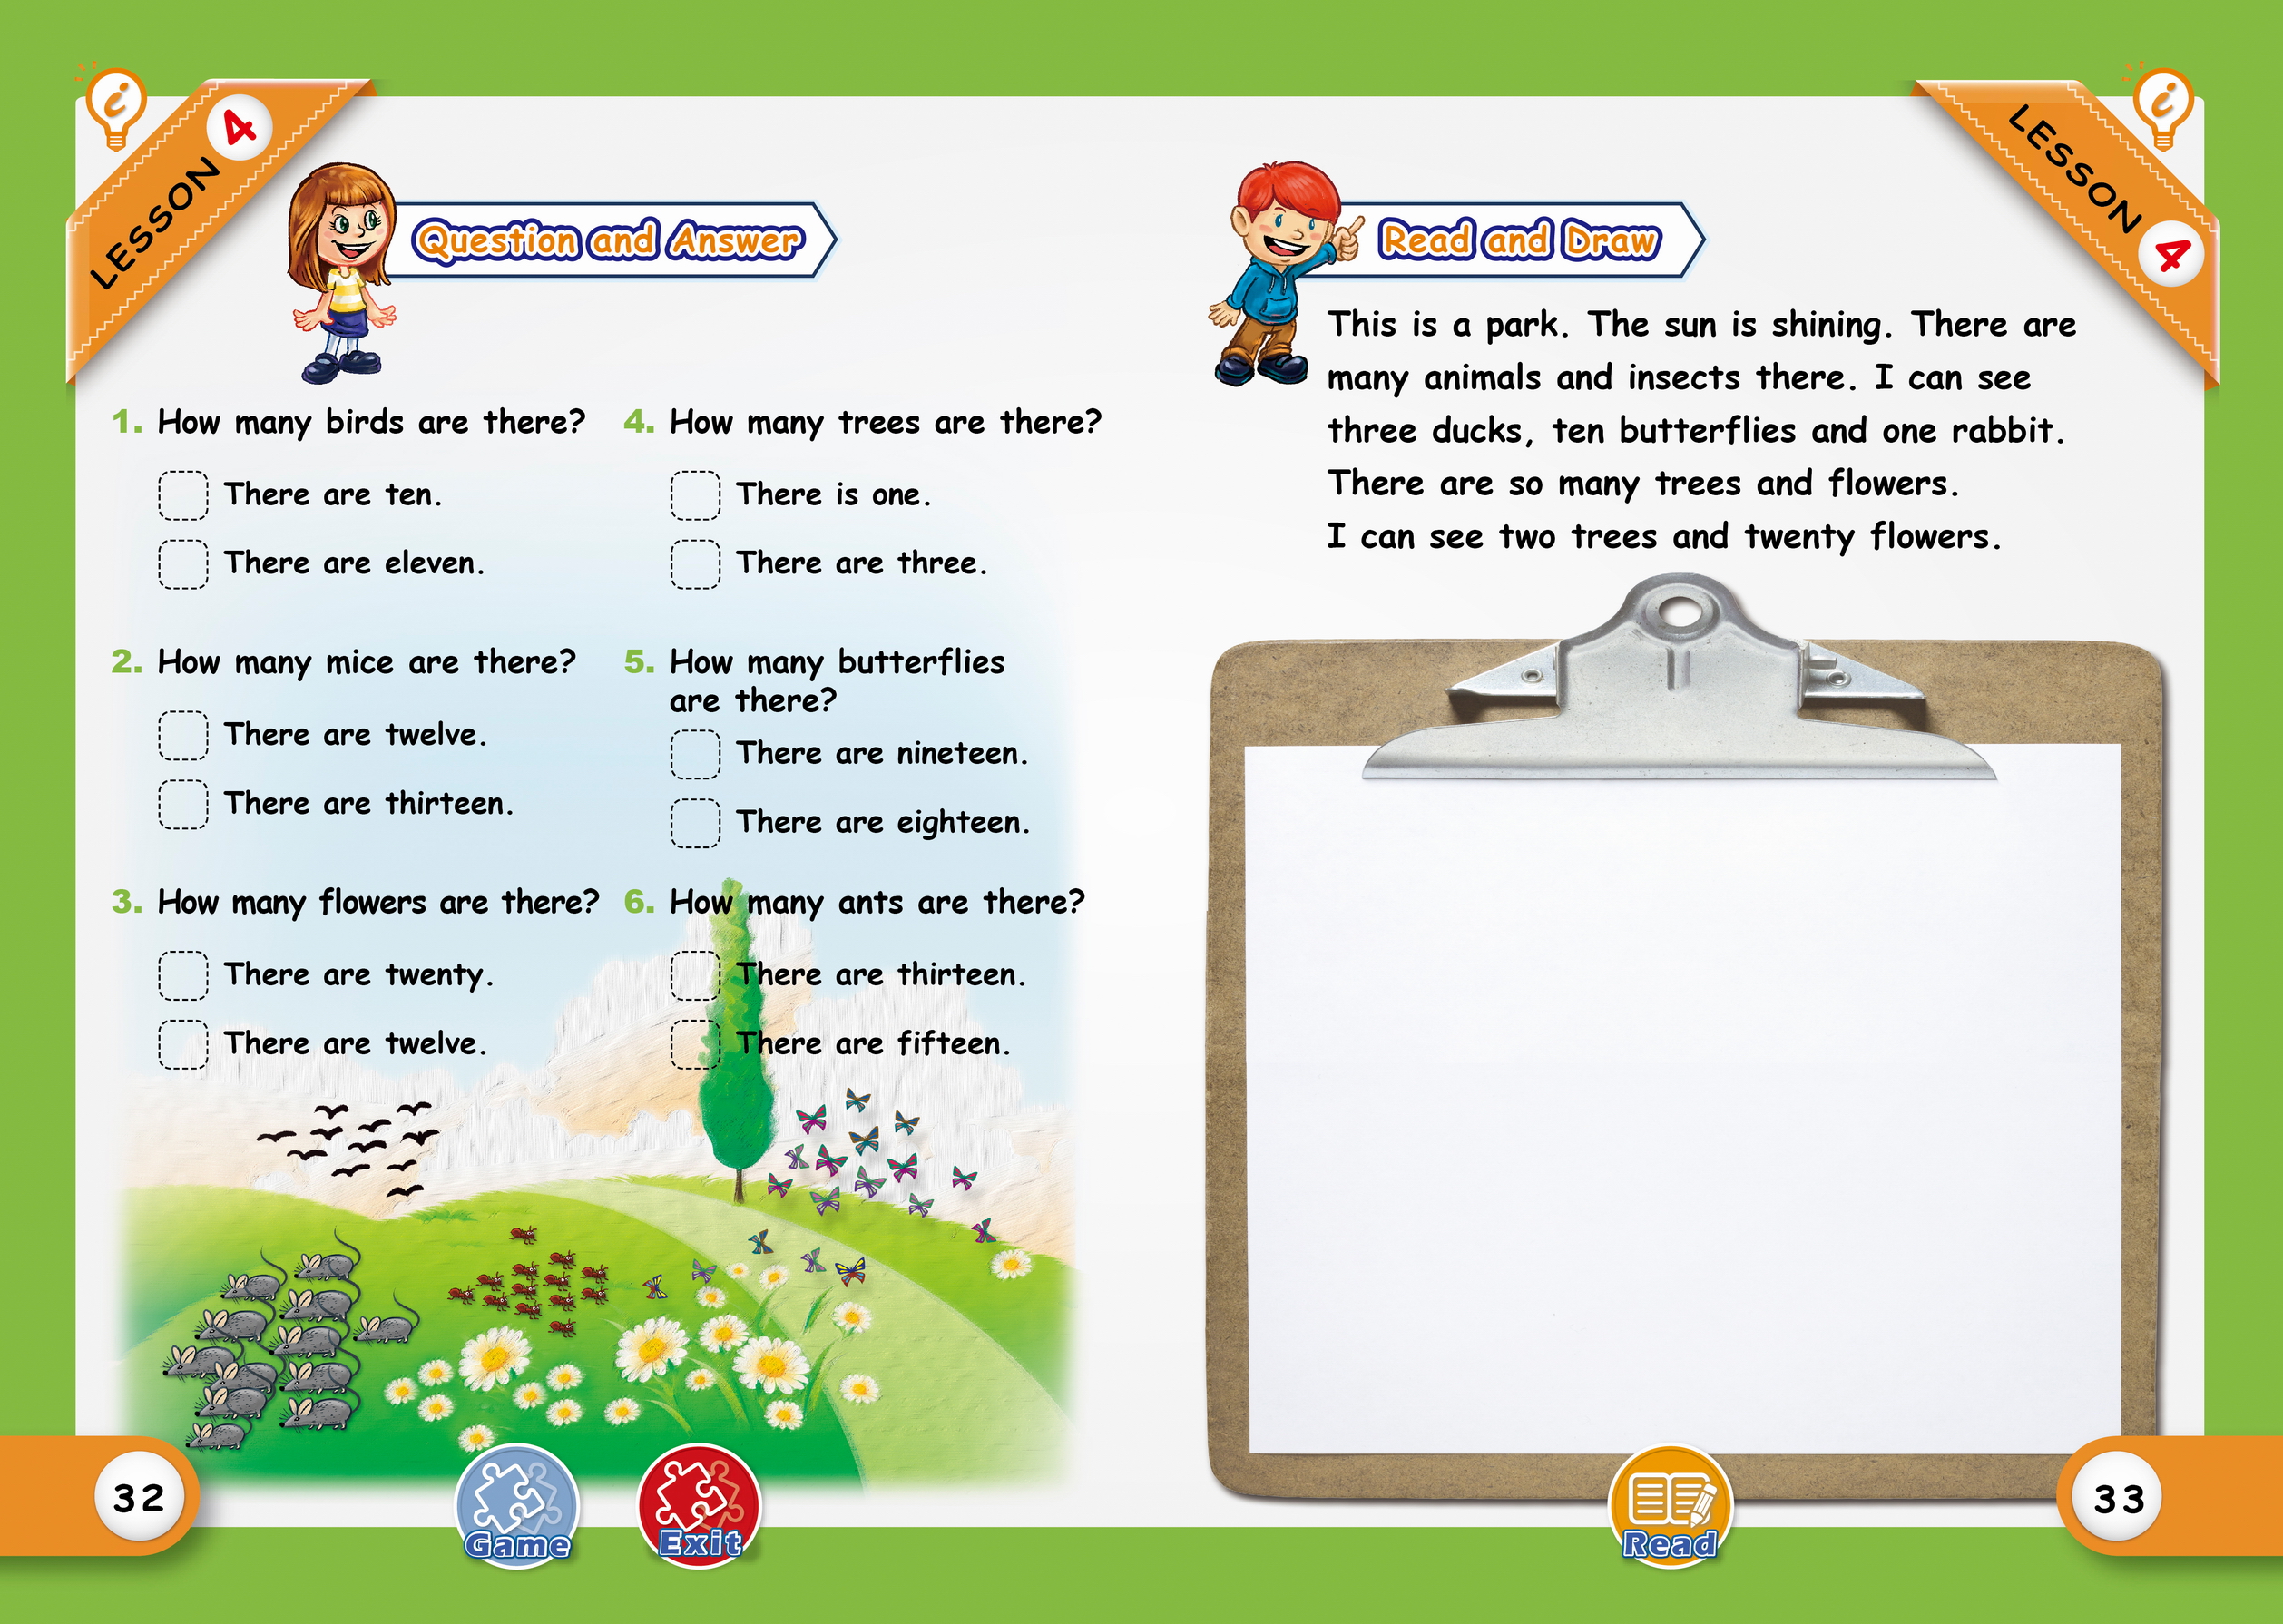 LESSON 4
Question and Answer
1. How many birds are there?
There are ten.
There are eleven.
2. How many mice are there?
There are twelve.
There are thirteen.
3. How many flowers are there?
There are twenty.
There are twelve.
4. How many trees are there?
There is one.
There are three.
5. How many butterflies
are there?
There are nineteen.
There are eighteen.
6. How many ants are there?
There are thirteen.
There are fifteen.
32
Game
Exit
LESSON 4
Read and Draw
This is a park. The sun is shining. There are
many animals and insects there. I can see
three ducks, ten butterflies and one rabbit.
There are so many trees and flowers.
I can see two trees and twenty flowers.
Read
33